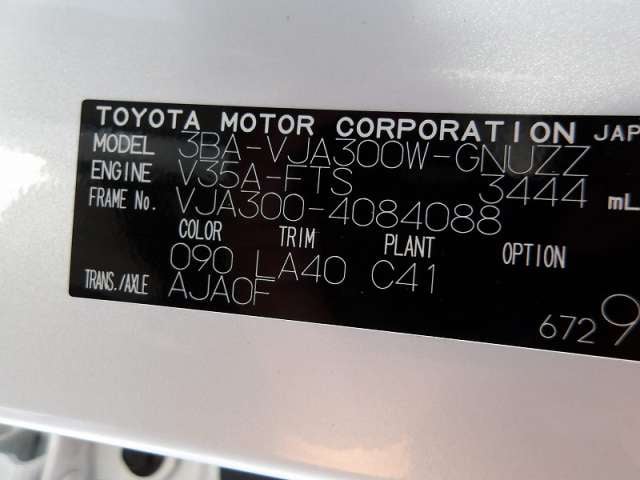 TOYOTA MOTOR CORPORATION JAP
MODEL 3BA-VJA300W-GNUZZ
ENGINE V35A-FTS 3444 mL
FRAME No. VJA300-4084088
COLOR TRIM PLANT OPTION
090 LA40 C41
TRANS./AXLE AJA0F
6729